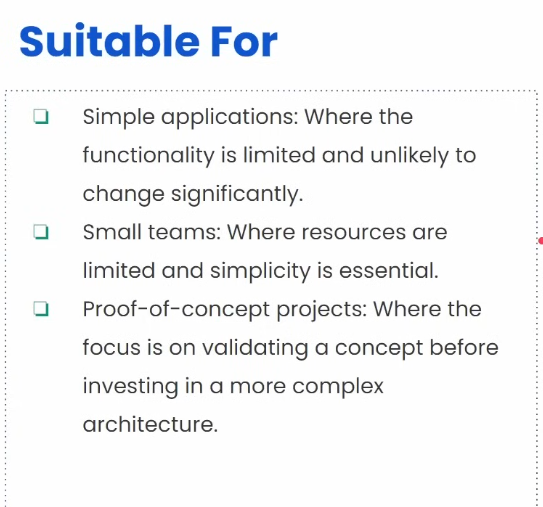 Suitable For
Simple applications: Where the
functionality is limited and unlikely to
change significantly.
Small teams: Where resources are
limited and simplicity is essential.
Proof-of-concept projects: Where the
focus is on validating a concept before
investing in a more complex
architecture.